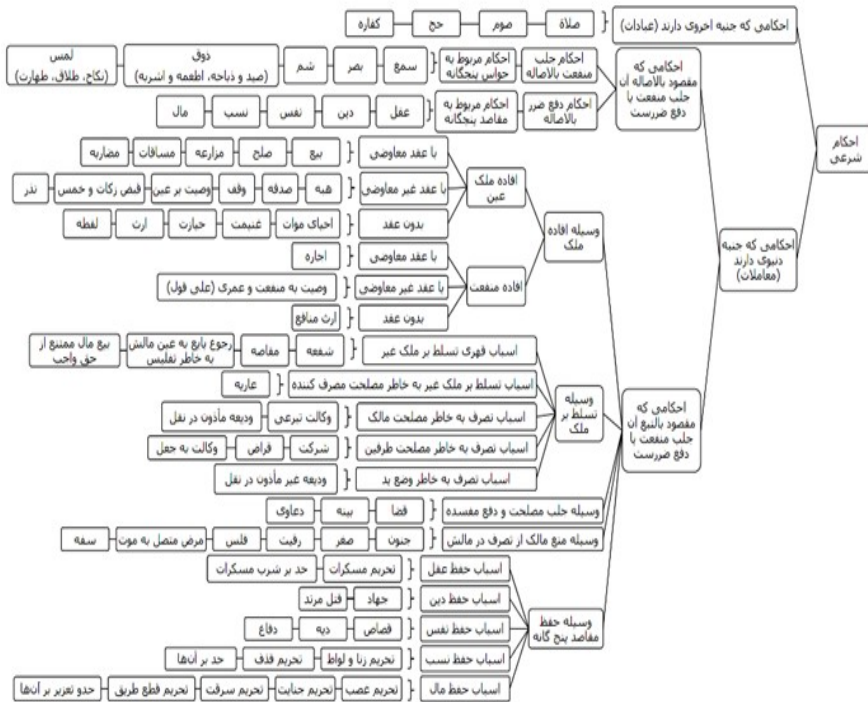 احکام شرعی
احکامی که جنبه اخروی دارند (عبادات)
صلاة
صوم
حج
کفاره
احکامی که جنبه دنیوی دارند (معاملات)
احکامی که مقصود بالاصاله آن جلب منفعت یا دفع ضررست
احکام جلب منفعت بالاصاله
احکام مربوط به حواس پنجگانه
سمع
بصر
شم
ذوق
(صید و ذباحه، اطعمه و اشربه)
لمس
(نکاح، طلاق، طهارت)
احکام دفع ضرر بالاصاله
احکام مربوط به مقاصد پنجگانه
عقل
دین
نفس
نسب
مال
احکامی که مقصود بالتبع آن جلب منفعت یا دفع ضررست
وسیله افاده ملک
افاده ملک عین
با عقد معاوضی
بیع
صلح
مزارعه
مساقات
مضاربه
با عقد غیر معاوضی
هبه
صدقه
وقف
وصیت بر عین
قبض زکات و خمس
نذر
بدون عقد
احیای موات
غنیمت
حیازت
ارث
لقطه
افاده منفعت
با عقد معاوضی
اجاره
با عقد غیر معاوضی
وصیت به منفعت و عمری (علی قول)
بدون عقد
ارث منافع
وسیله تسلط بر ملک
اسباب قهری تسلط بر ملک غیر
شفعه
مقاصه
رجوع بایع به عین مالش به خاطر تفلیس
بیع مال ممتنع از حق واجب
اسباب تسلط بر ملک غیر به خاطر مصلحت مصرف کننده
عاریه
اسباب تصرف به خاطر مصلحت مالک
وکالت تبرعی
ودیعه مأذون در نقل
اسباب تصرف به خاطر مصلحت طرفین
شرکت
قراض
وکالت به جعل
اسباب تصرف به خاطر وضع ید
ودیعه غیر مأذون در نقل
وسیله جلب مصلحت و دفع مفسده
قضا
بینه
دعاوی
وسیله منع مالک از تصرف در مالش
جنون
صغر
رقیت
فلس
مرض متصل به موت
سفه
وسیله حفظ مقاصد پنج گانه
اسباب حفظ عقل
تحریم مسکرات
حد بر شرب مسکرات
اسباب حفظ دین
جهاد
قتل مرتد
اسباب حفظ نفس
قصاص
دیه
دفاع
اسباب حفظ نسب
تحریم زنا و لواط
تحریم قذف
حد بر آن‌ها
اسباب حفظ مال
تحریم غصب
تحریم جنایت
تحریم سرقت
تحریم قطع طریق
حدو تعزیر بر آن‌ها